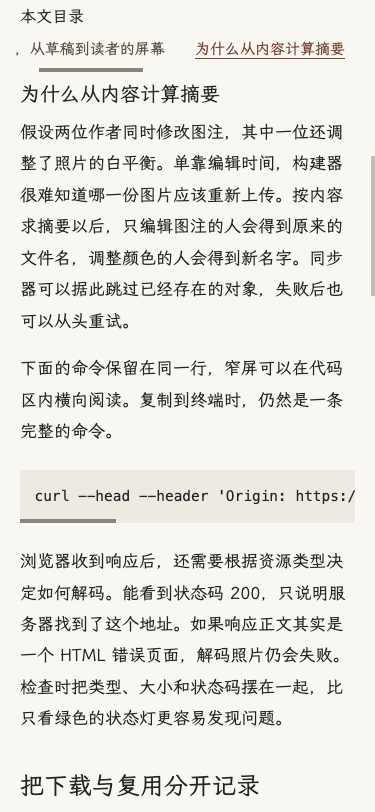 本文目录
，从草稿到读者的屏幕 为什么从内容计算摘要
为什么从内容计算摘要
假设两位作者同时修改图注，其中一位还调
整了照片的白平衡。单靠编辑时间，构建器
很难知道哪一份图片应该重新上传。按内容
求摘要以后，只编辑图注的人会得到原来的
文件名，调整颜色的人会得到新名字。同步
器可以据此跳过已经存在的对象，失败后也
可以从头重试。
下面的命令保留在同一行，窄屏可以在代码
区内横向阅读。复制到终端时，仍然是一条
完整的命令。
curl --head --header 'Origin: https:/
浏览器收到响应后，还需要根据资源类型决
定如何解码。能看到状态码 200，只说明服
务器找到了这个地址。如果响应正文其实是
一个 HTML 错误页面，解码照片仍会失败。
检查时把类型、大小和状态码摆在一起，比
只看绿色的状态灯更容易发现问题。
把下载与复用分开记录